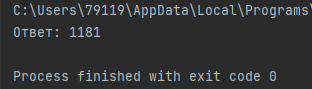 C:\Users\79119\AppData\Local\Programs\
Ответ: 1181
Process finished with exit code 0